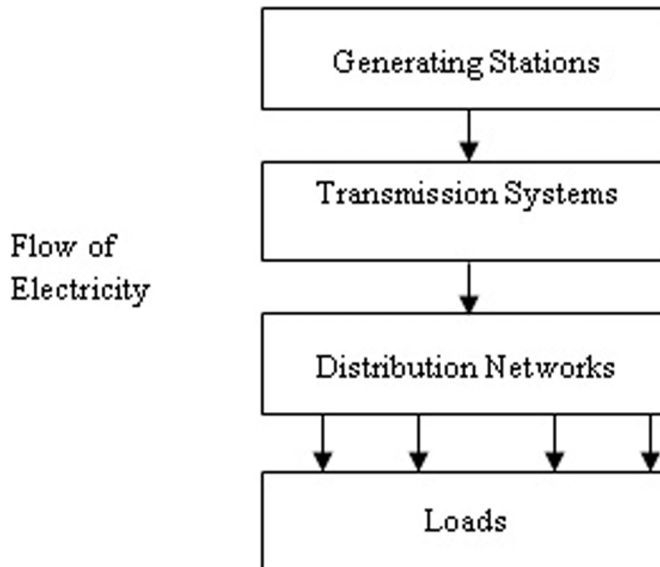 Generating Stations
Transmission Systems
Flow of
Electricity
Distribution Networks
Loads